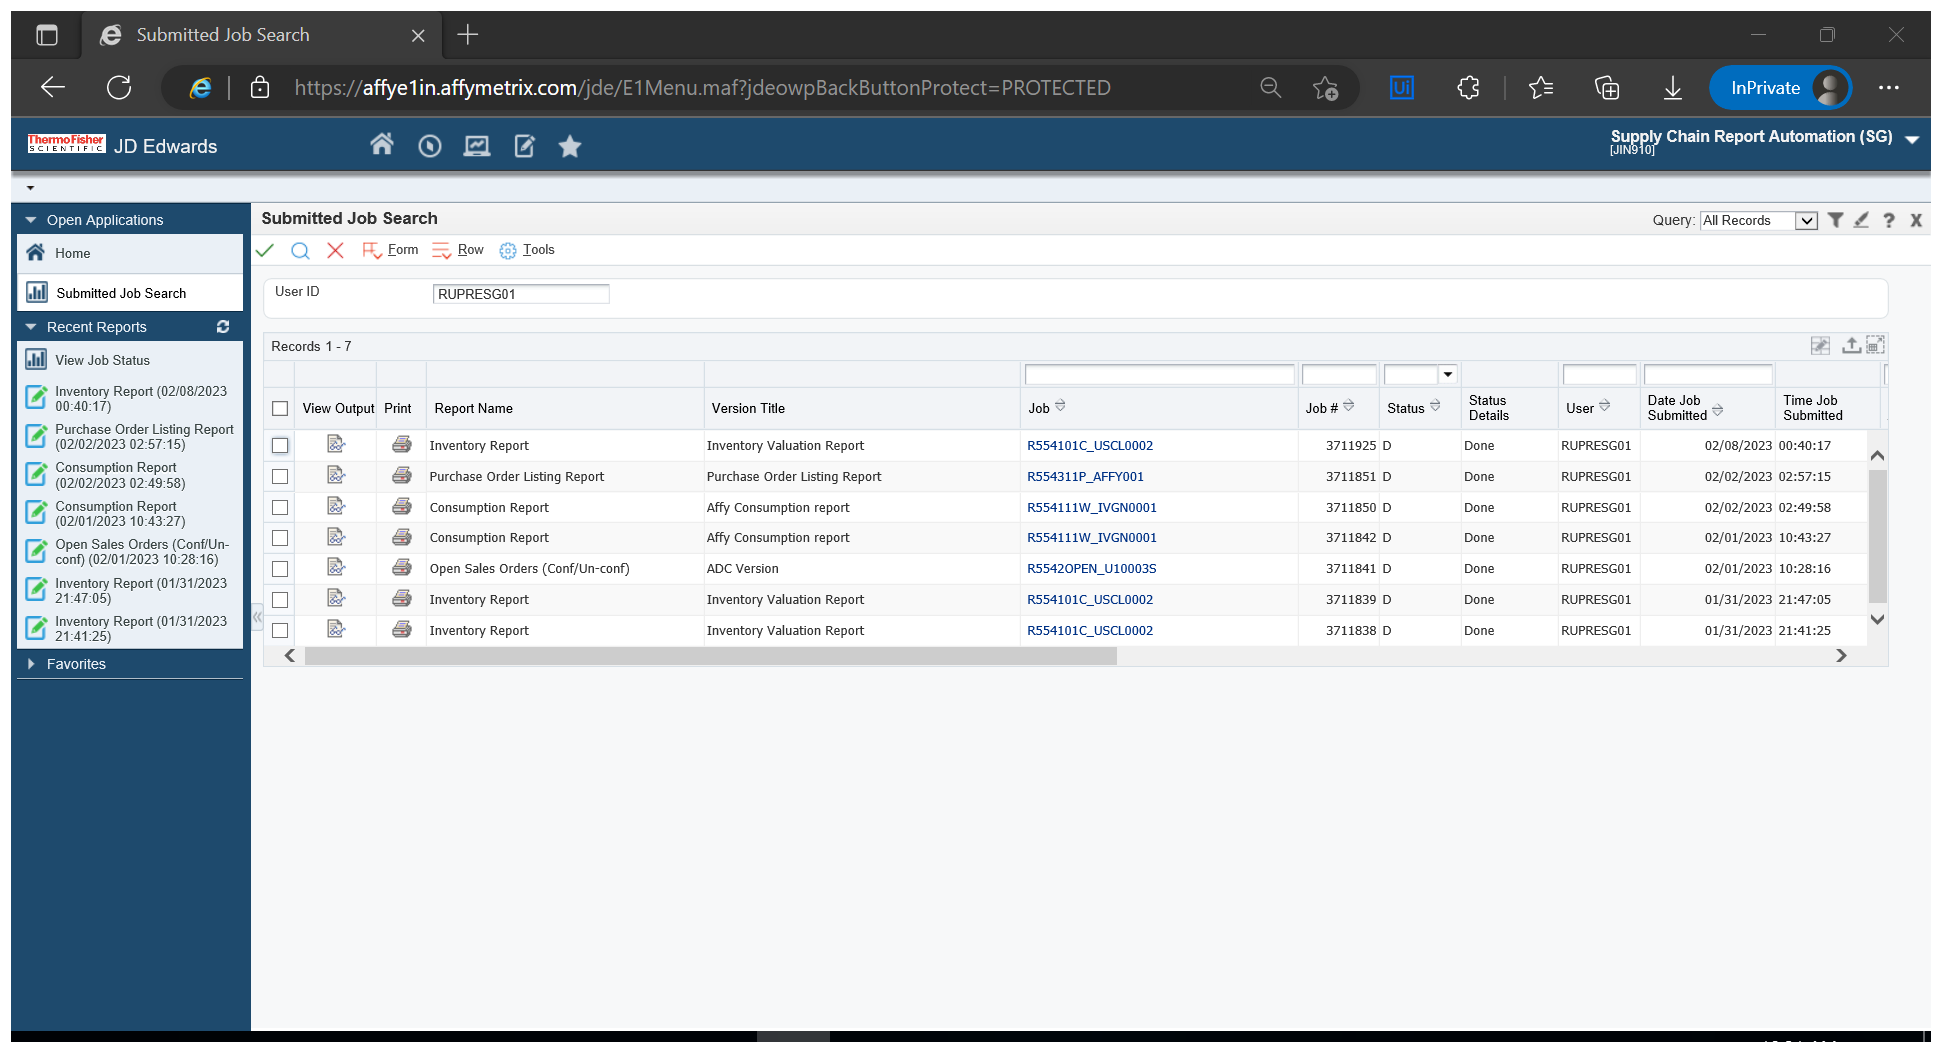 Submitted Job Search
https://affye1in.affymetrix.com/jde/E1Menu.maf?jdeowpBackButtonProtect=PROTECTED
Ui
InPrivate
ThermoFisher
SCIENTIFIC
JD Edwards
Supply Chain Report Automation (SG)
[JIN910]
Open Applications
Home
Submitted Job Search
Recent Reports
View Job Status
Inventory Report (02/08/2023
00:40:17)
Purchase Order Listing Report
(02/02/2023 02:57:15)
Consumption Report
(02/02/2023 02:49:58)
Consumption Report
(02/01/2023 10:43:27)
Open Sales Orders (Conf/Un-
conf) (02/01/2023 10:28:16)
Inventory Report (01/31/2023
21:47:05)
Inventory Report (01/31/2023
21:41:25)
Favorites
Submitted Job Search
Query: All Records
Form Row Tools
User ID RUPRESG01
Records 1 - 7
View Output Print Report Name Version Title Job Job # Status Status Details User Date Job Submitted Time Job Submitted
Inventory Report Inventory Valuation Report R554101C_USCL0002 3711925 D Done RUPRESG01 02/08/2023 00:40:17
Purchase Order Listing Report Purchase Order Listing Report R554311P_AFFY001 3711851 D Done RUPRESG01 02/02/2023 02:57:15
Consumption Report Affy Consumption report R554111W_IVGN0001 3711850 D Done RUPRESG01 02/02/2023 02:49:58
Consumption Report Affy Consumption report R554111W_IVGN0001 3711842 D Done RUPRESG01 02/01/2023 10:43:27
Open Sales Orders (Conf/Un-conf) ADC Version R5542OPEN_U10003S 3711841 D Done RUPRESG01 02/01/2023 10:28:16
Inventory Report Inventory Valuation Report R554101C_USCL0002 3711839 D Done RUPRESG01 01/31/2023 21:47:05
Inventory Report Inventory Valuation Report R554101C_USCL0002 3711838 D Done RUPRESG01 01/31/2023 21:41:25